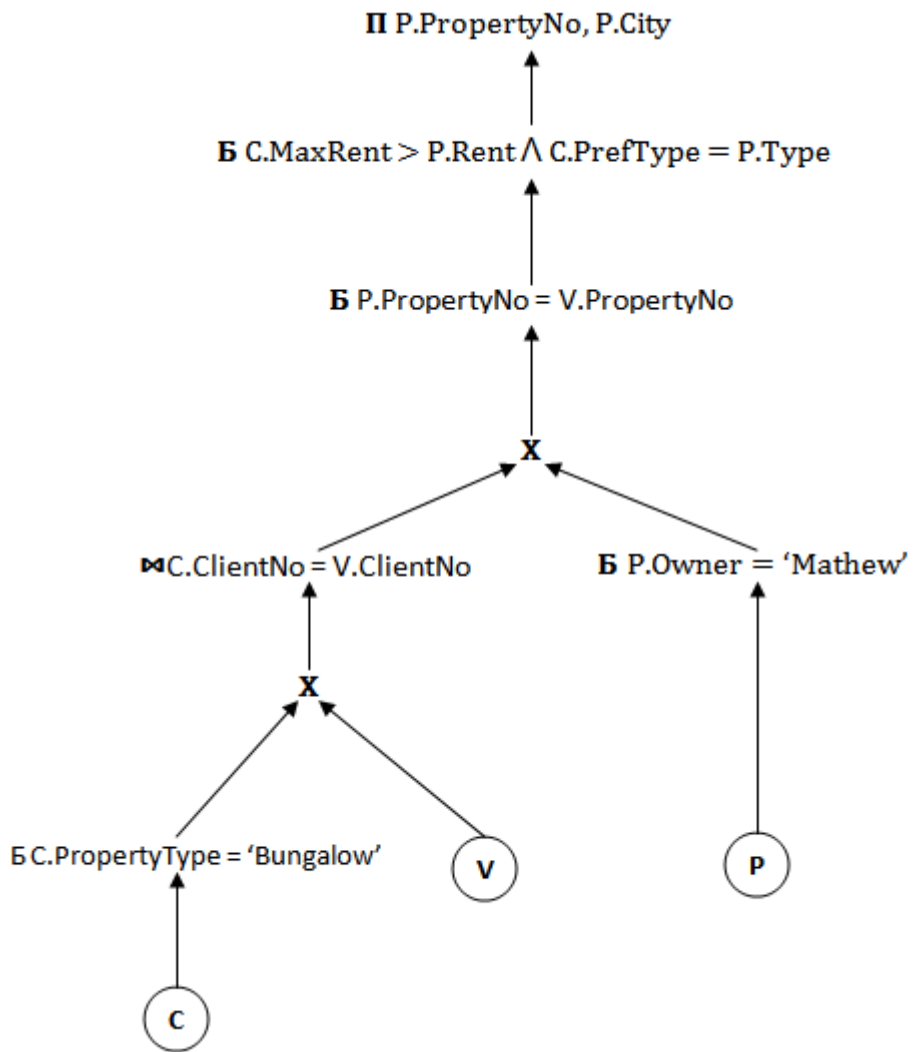 П P.PropertyNo, P.City
Б C.MaxRent > P.Rent Λ C.PrefType = P.Type
Б P.PropertyNo = V.PropertyNo
X
⋈C.ClientNo = V.ClientNo
Б P.Owner = ‘Mathew’
X
Б C.PropertyType = ‘Bungalow’
V
P
C